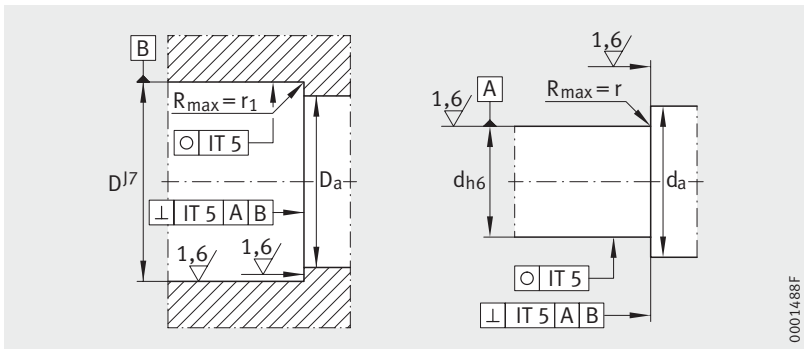 B
Rmax = r1
○ IT 5
DJ7
Da
⊥ IT 5 A B
1,6
1,6
1,6
Rmax = r
1,6
A
dh6
da
○ IT 5
⊥ IT 5 A B
0001488F